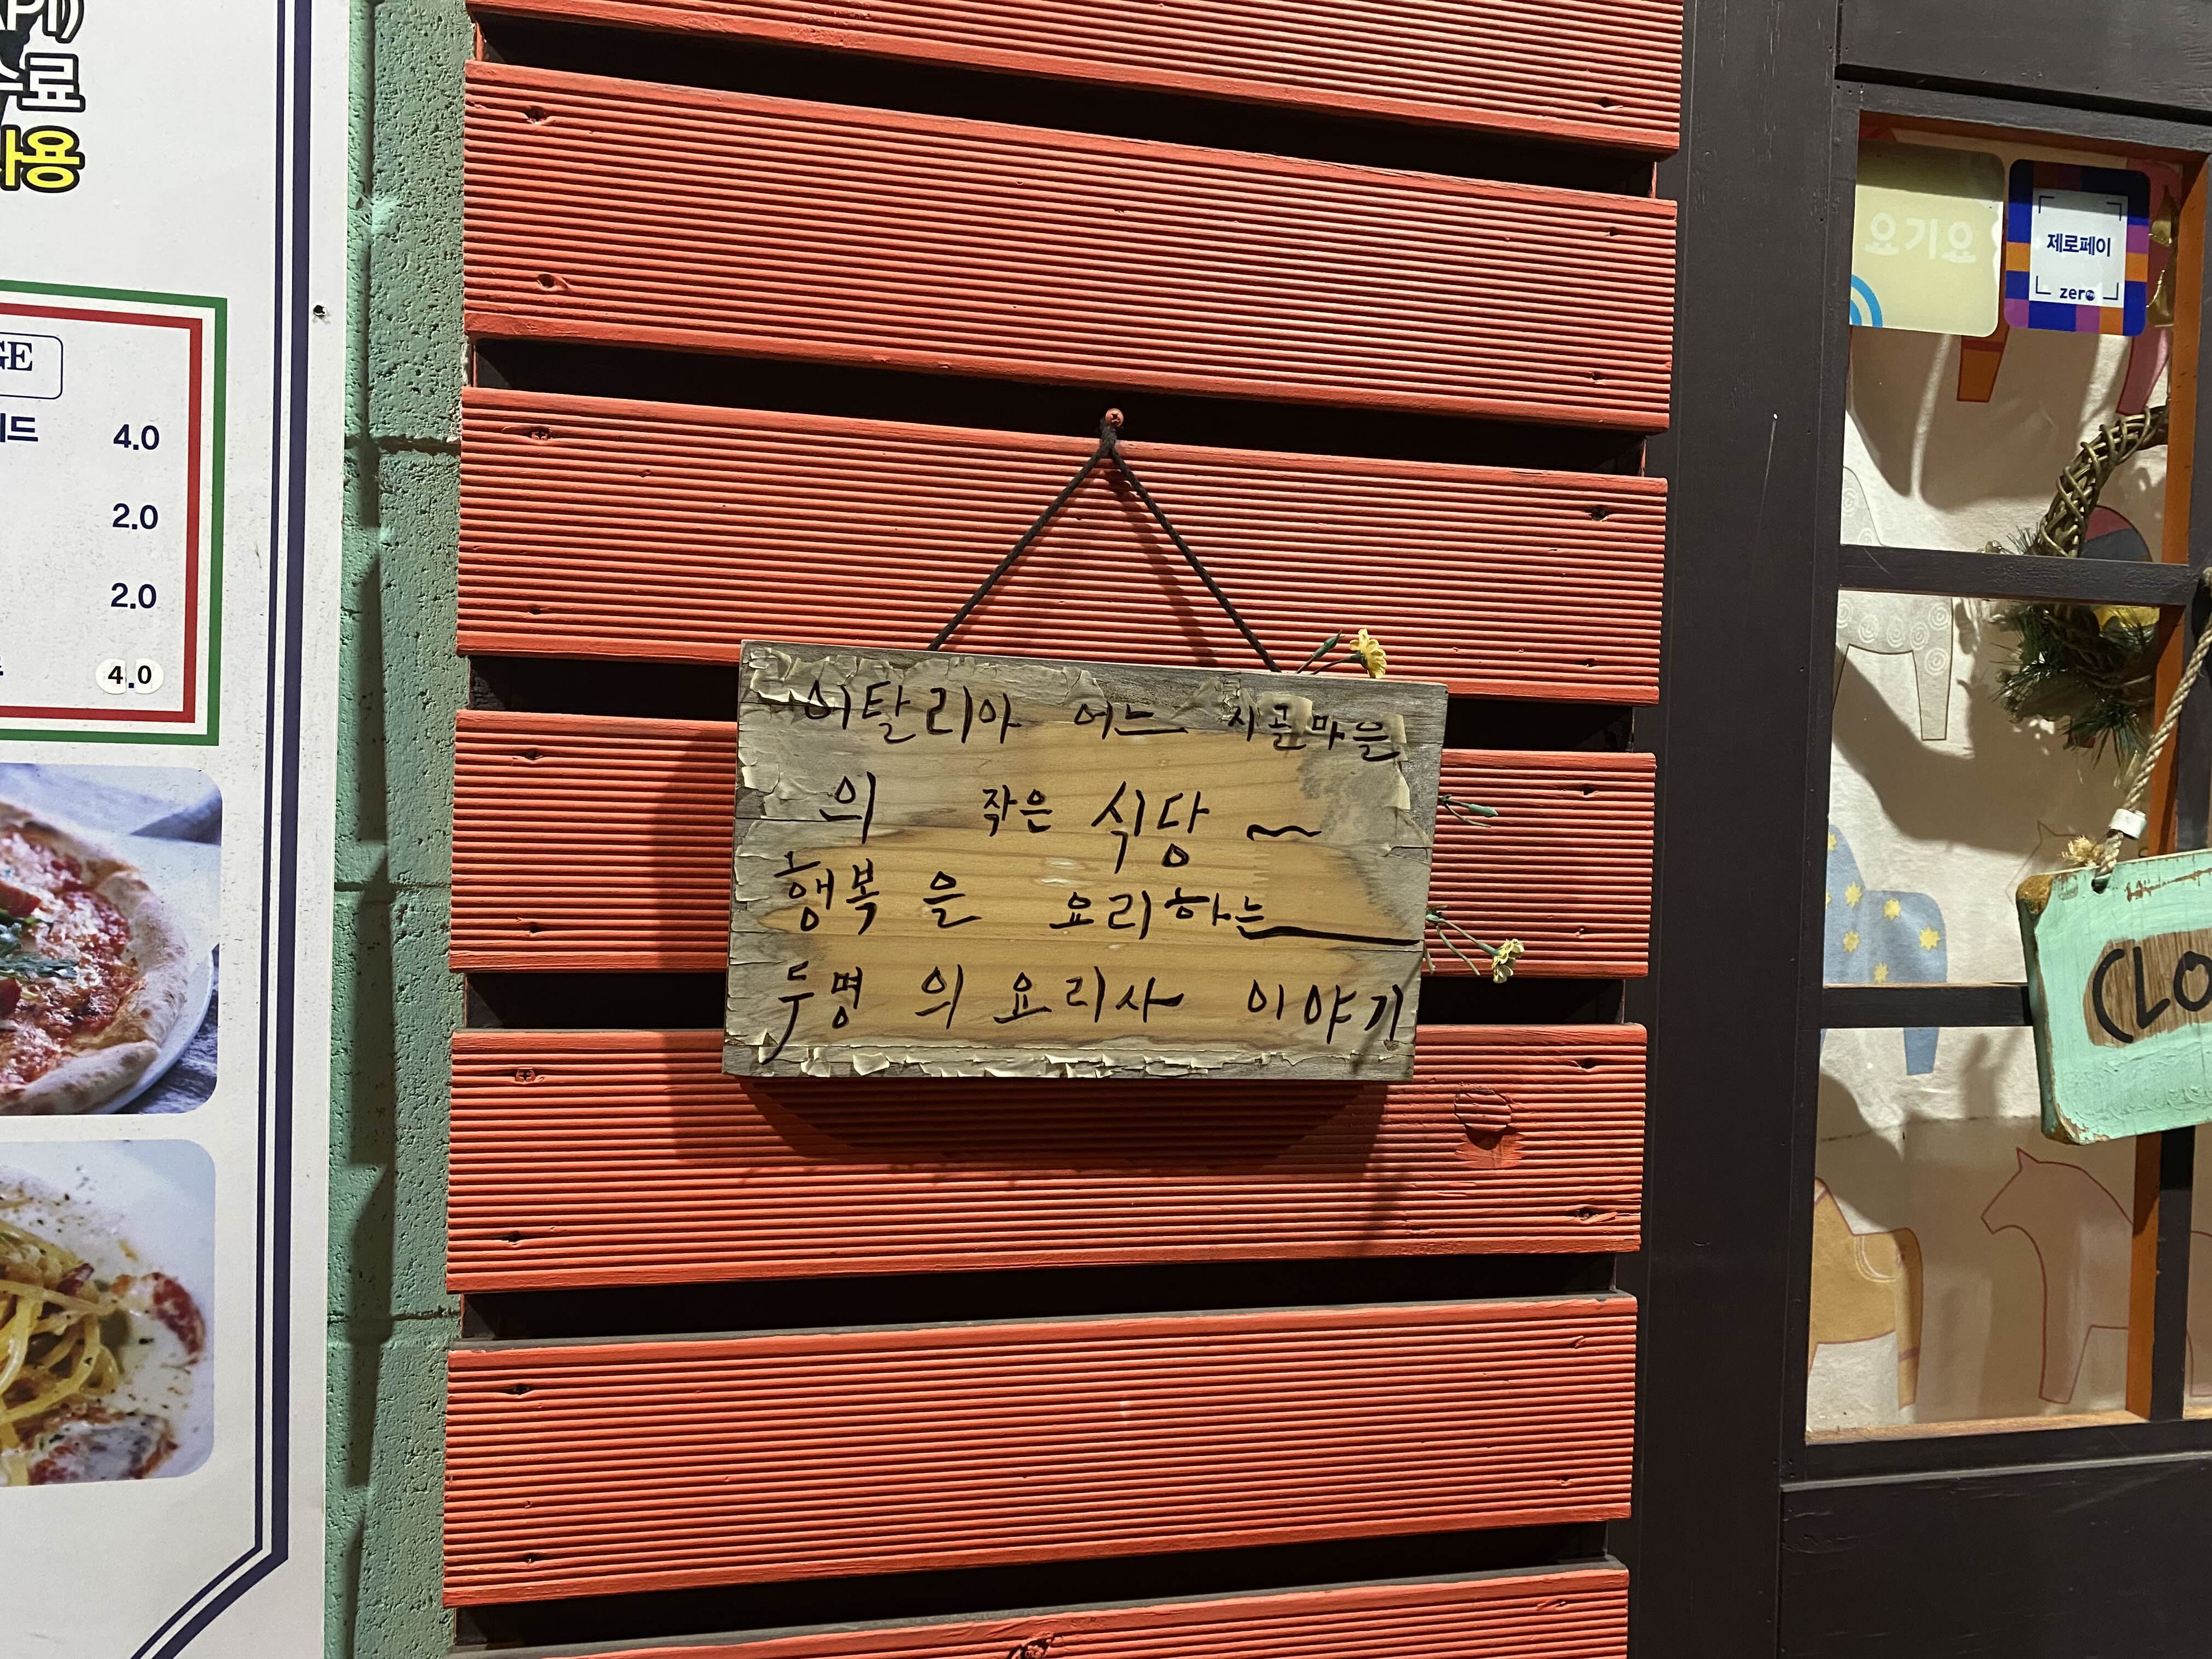 이탈리아 어느 시골마을
의 작은 식당 ~
행복을 요리하는
두명의 요리사 이야기
4.0
2.0
2.0
4.0
요기요
제로페이
zero